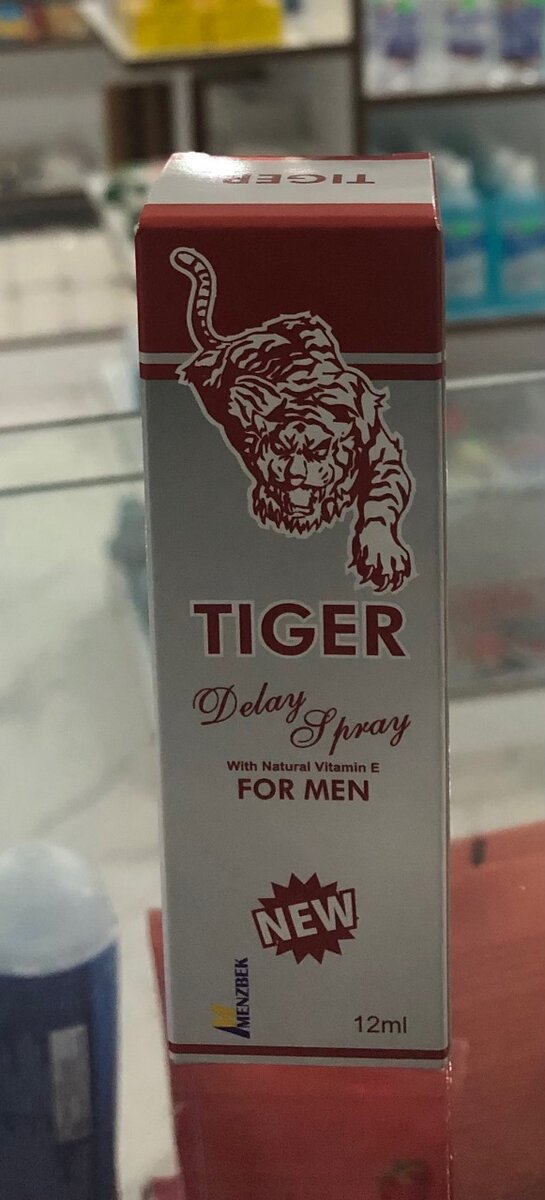 TIGER
TIGER
Delay
Spray
With Natural Vitamin E
FOR MEN
NEW
MENZBEK
12ml